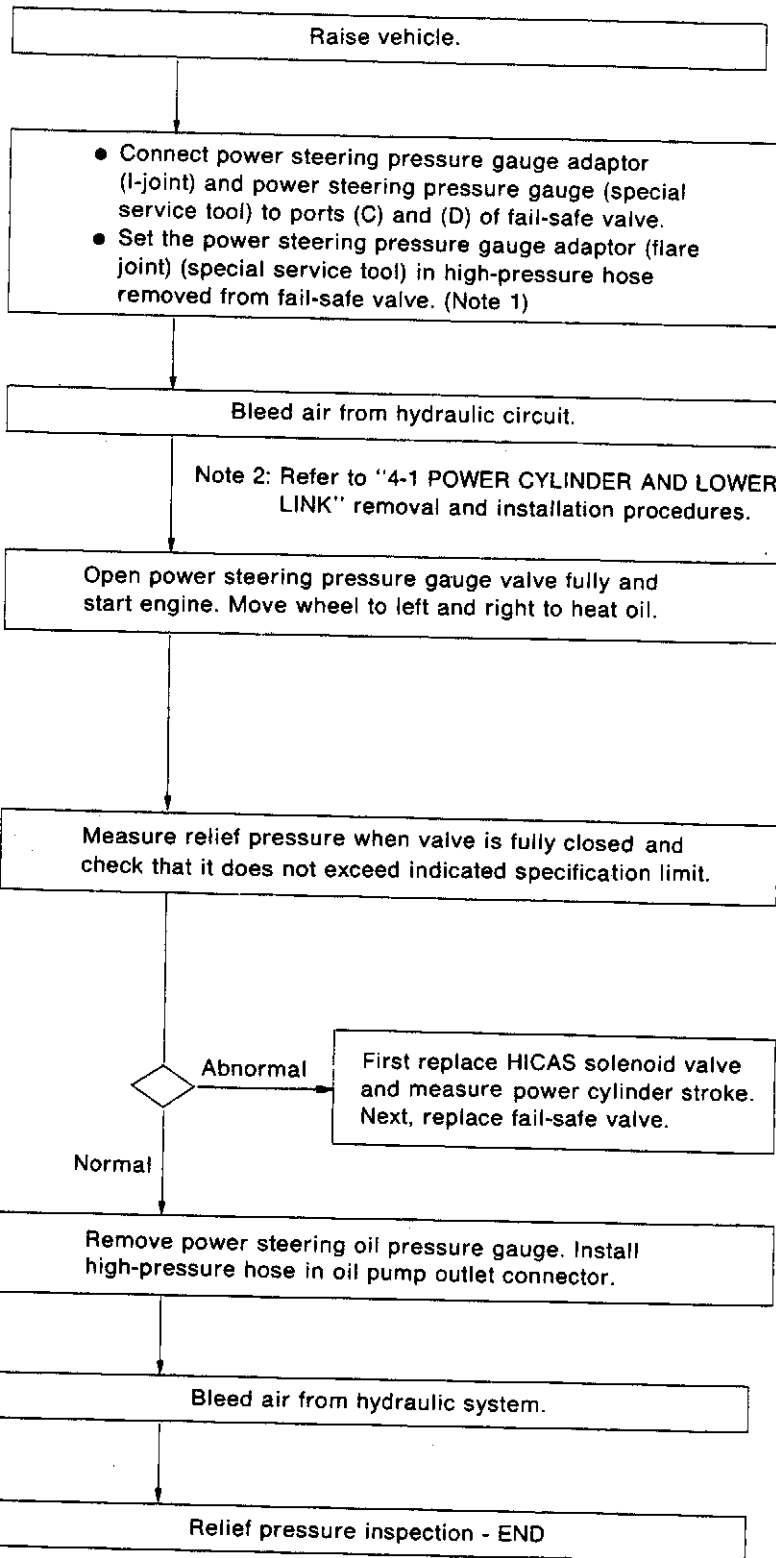 Raise vehicle.
● Connect power steering pressure gauge adaptor
(I-joint) and power steering pressure gauge (special
service tool) to ports (C) and (D) of fail-safe valve.
● Set the power steering pressure gauge adaptor (flare
joint) (special service tool) in high-pressure hose
removed from fail-safe valve. (Note 1)
Bleed air from hydraulic circuit.
Note 2: Refer to "4-1 POWER CYLINDER AND LOWER
LINK" removal and installation procedures.
Open power steering pressure gauge valve fully and
start engine. Move wheel to left and right to heat oil.
Measure relief pressure when valve is fully closed and
check that it does not exceed indicated specification limit.
Abnormal
First replace HICAS solenoid valve
and measure power cylinder stroke.
Next, replace fail-safe valve.
Normal
Remove power steering oil pressure gauge. Install
high-pressure hose in oil pump outlet connector.
Bleed air from hydraulic system.
Relief pressure inspection - END